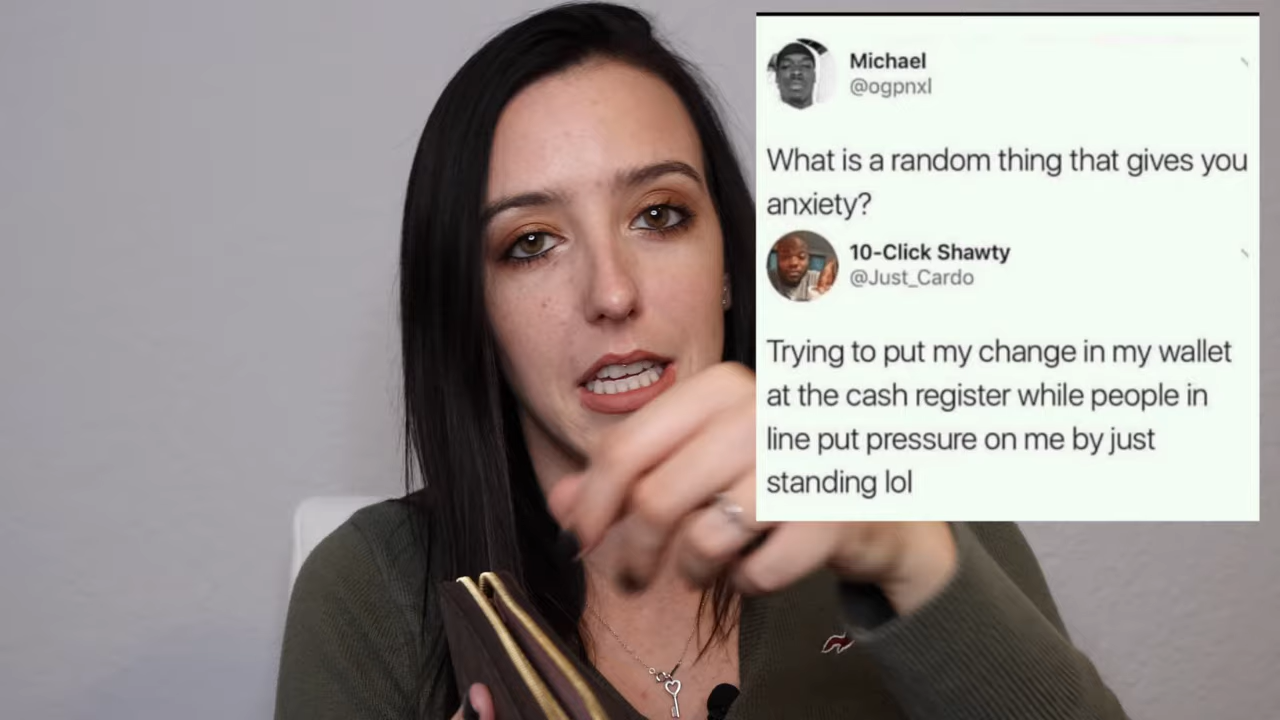 Michael
@ogpnxl
What is a random thing that gives you
anxiety?
10-Click Shawty
@Just_Cardo
Trying to put my change in my wallet
at the cash register while people in
line put pressure on me by just
standing lol